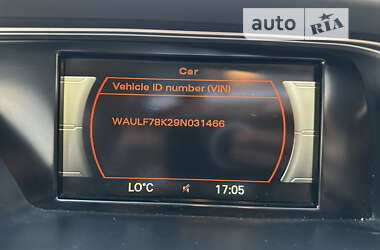 auto RIA
Car
Vehicle ID number (VIN)
WAULF78K29N031466
LO°C
17:05